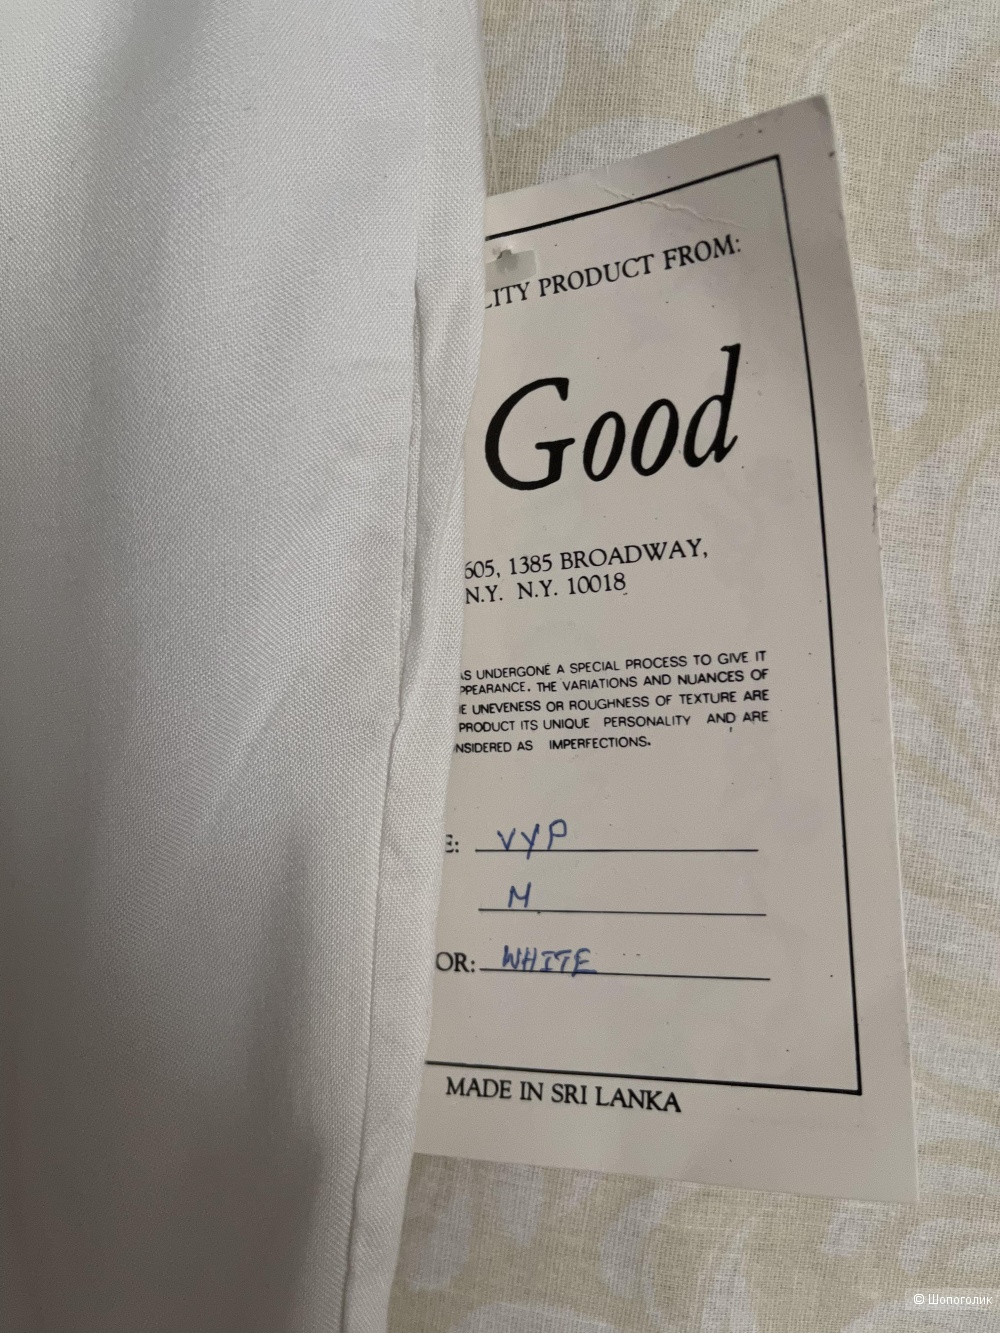 LITY PRODUCT FROM:
Good
605, 1385 BROADWAY,
N.Y. N.Y. 10018
AS UNDERGONE A SPECIAL PROCESS TO GIVE IT
PPEARANCE. THE VARIATIONS AND NUANCES OF
E UNEVENESS OR ROUGHNESS OF TEXTURE ARE
PRODUCT ITS UNIQUE PERSONALITY AND ARE
NSIDERED AS IMPERFECTIONS.
E: VYP
M
OR: WHITE
MADE IN SRI LANKA
© Шопоголик